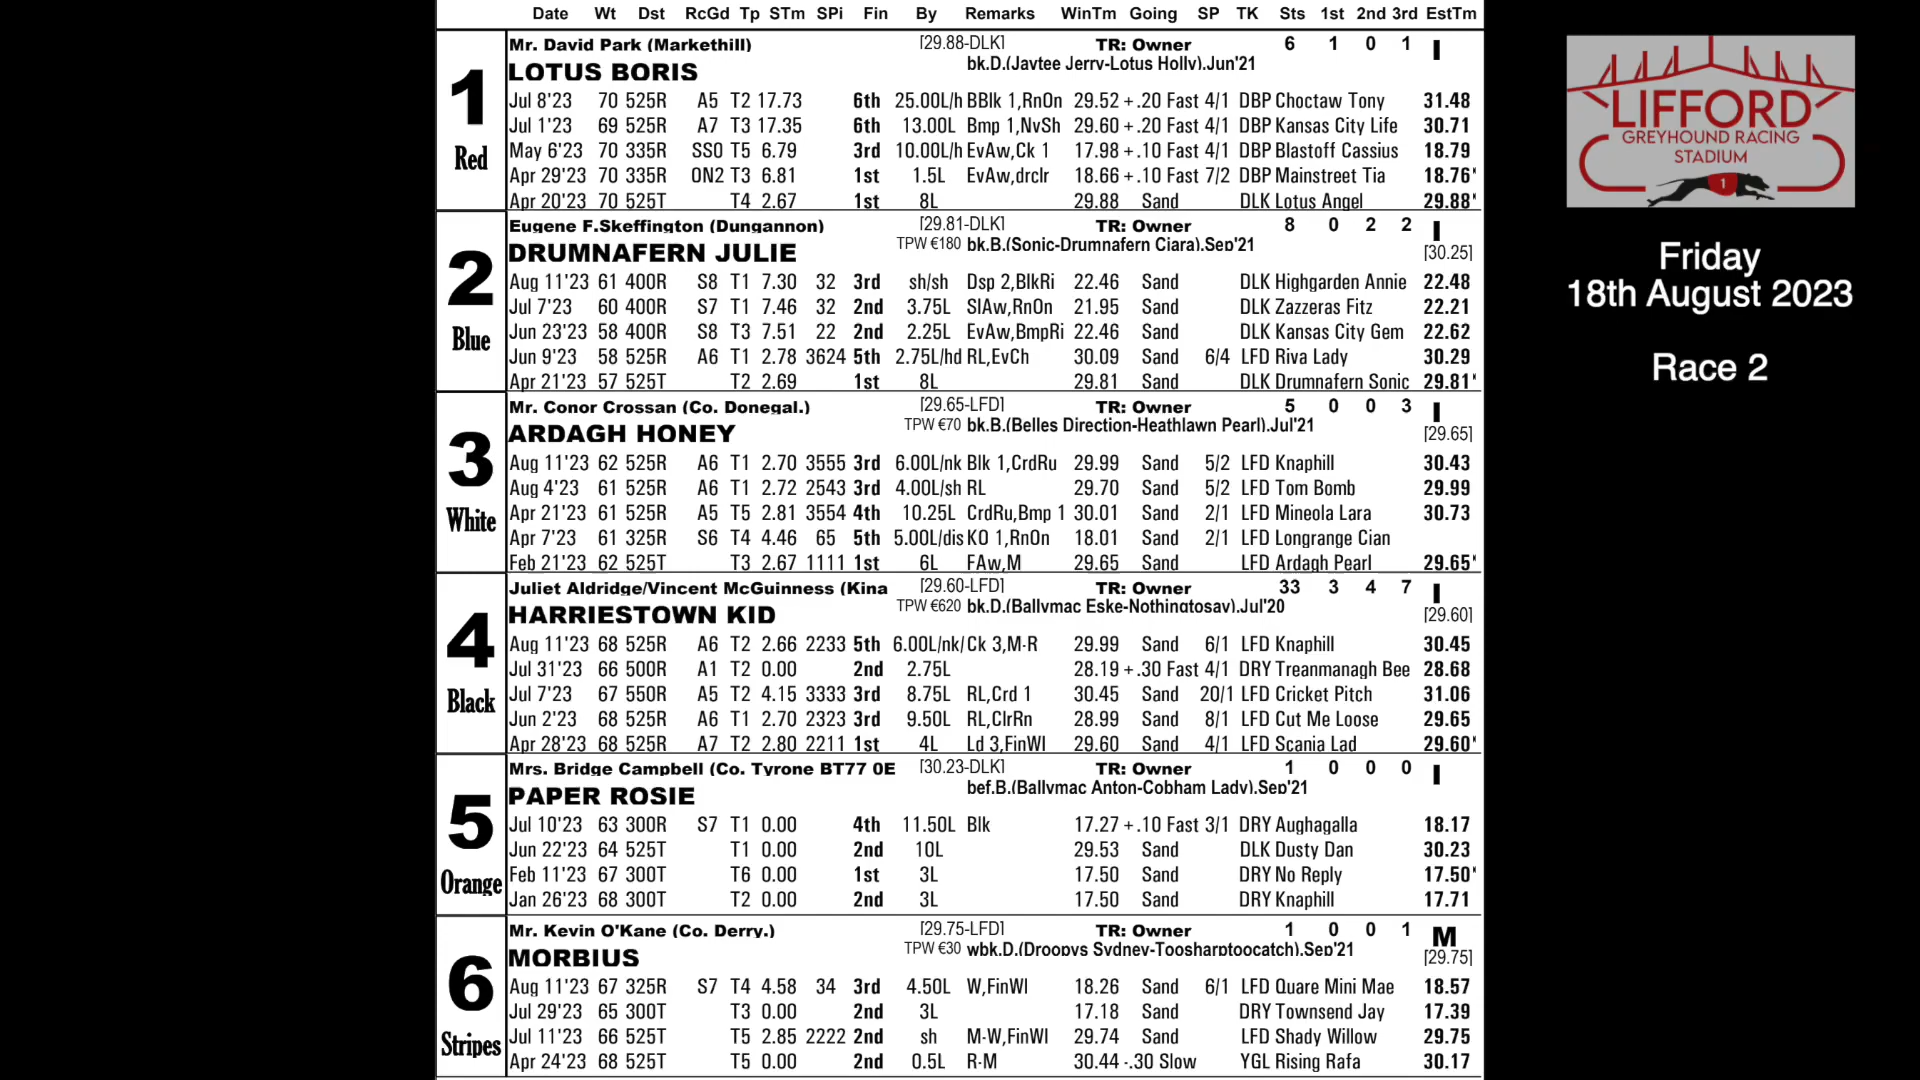 Date Wt Dst RcGd Tp STm SPi Fin By Remarks WinTm Going SP TK Sts 1st 2nd 3rd EstTm
Mr. David Park (Markethill) [29.88-DLK] TR: Owner 6 1 0 1 I
bk.D.(Jaytee Jerry-Lotus Holly).Jun'21
1 LOTUS BORIS
Red
Jul 8'23 70 525R A5 T2 17.73 6th 25.00L/h BBlk 1,RnOn 29.52 +.20 Fast 4/1 DBP Choctaw Tony 31.48
Jul 1'23 69 525R A7 T3 17.35 6th 13.00L Bmp 1,NvSh 29.60 +.20 Fast 4/1 DBP Kansas City Life 30.71
May 6'23 70 335R SS0 T5 6.79 3rd 10.00L/h EvAw,Ck 1 17.98 +.10 Fast 4/1 DBP Blastoff Cassius 18.79
Apr 29'23 70 335R ON2 T3 6.81 1st 1.5L EvAw,drclr 18.66 +.10 Fast 7/2 DBP Mainstreet Tia 18.76*
Apr 20'23 70 525T T4 2.67 1st 8L 29.88 Sand DLK Lotus Angel 29.88*
Eugene F.Skeffington (Dungannon) [29.81-DLK] TR: Owner 8 0 2 2 I
TPW €180 bk.B.(Sonic-Drumnafern Ciara).Sep'21 [30.25]
2 DRUMNAFERN JULIE
Blue
Aug 11'23 61 400R S8 T1 7.30 32 3rd sh/sh Dsp 2,BlkRi 22.46 Sand DLK Highgarden Annie 22.48
Jul 7'23 60 400R S7 T1 7.46 32 2nd 3.75L SlAw,RnOn 21.95 Sand DLK Zazzeras Fitz 22.21
Jun 23'23 58 400R S8 T3 7.51 22 2nd 2.25L EvAw,BmpRi 22.46 Sand DLK Kansas City Gem 22.62
Jun 9'23 58 525R A6 T1 2.78 3624 5th 2.75L/hd RL,EvCh 30.09 Sand 6/4 LFD Riva Lady 30.29
Apr 21'23 57 525T T2 2.69 1st 8L 29.81 Sand DLK Drumnafern Sonic 29.81*
Mr. Conor Crossan (Co. Donegal.) [29.65-LFD] TR: Owner 5 0 0 3 I
TPW €70 bk.B.(Belles Direction-Heathlawn Pearl).Jul'21 [29.65]
3 ARDAGH HONEY
White
Aug 11'23 62 525R A6 T1 2.70 3555 3rd 6.00L/nk Blk 1,CrdRu 29.99 Sand 5/2 LFD Knaphill 30.43
Aug 4'23 61 525R A6 T1 2.72 2543 3rd 4.00L/sh RL 29.70 Sand 5/2 LFD Tom Bomb 29.99
Apr 21'23 61 525R A5 T5 2.81 3554 4th 10.25L CrdRu,Bmp 1 30.01 Sand 2/1 LFD Mineola Lara 30.73
Apr 7'23 61 325R S6 T4 4.46 65 5th 5.00L/dis KO 1,RnOn 18.01 Sand 2/1 LFD Longrange Cian
Feb 21'23 62 525T T3 2.67 1111 1st 6L FAw,M 29.65 Sand LFD Ardagh Pearl 29.65*
Juliet Aldridge/Vincent McGuinness (Kina [29.60-LFD] TR: Owner 33 3 4 7 I
TPW €620 bk.D.(Ballymac Eske-Nothingtosay).Jul'20 [29.60]
4 HARRIESTOWN KID
Black
Aug 11'23 68 525R A6 T2 2.66 2233 5th 6.00L/nk/ Ck 3,M-R 29.99 Sand 6/1 LFD Knaphill 30.45
Jul 31'23 66 500R A1 T2 0.00 2nd 2.75L 28.19 +.30 Fast 4/1 DRY Treanmanagh Bee 28.68
Jul 7'23 67 550R A5 T2 4.15 3333 3rd 8.75L RL,Crd 1 30.45 Sand 20/1 LFD Cricket Pitch 31.06
Jun 2'23 68 525R A6 T1 2.70 2323 3rd 9.50L RL,ClrRn 28.99 Sand 8/1 LFD Cut Me Loose 29.65
Apr 28'23 68 525R A7 T2 2.80 2211 1st 4L Ld 3,FinWl 29.60 Sand 4/1 LFD Scania Lad 29.60*
Mrs. Bridge Campbell (Co. Tyrone BT77 0E [30.23-DLK] TR: Owner 1 0 0 0 I
bef.B.(Ballymac Anton-Cobham Lady).Sep'21
5 PAPER ROSIE
Orange
Jul 10'23 63 300R S7 T1 0.00 4th 11.50L Blk 17.27 +.10 Fast 3/1 DRY Aughagalla 18.17
Jun 22'23 64 525T T1 0.00 2nd 10L 29.53 Sand DLK Dusty Dan 30.23
Feb 11'23 67 300T T6 0.00 1st 3L 17.50 Sand DRY No Reply 17.50*
Jan 26'23 68 300T T2 0.00 2nd 3L 17.50 Sand DRY Knaphill 17.71
Mr. Kevin O'Kane (Co. Derry.) [29.75-LFD] TR: Owner 1 0 0 1 M
TPW €30 wbk.D.(Droopys Sydney-Toosharptoocatch).Sep'21 [29.75]
6 MORBIUS
Stripes
Aug 11'23 67 325R S7 T4 4.58 34 3rd 4.50L W,FinWl 18.26 Sand 6/1 LFD Quare Mini Mae 18.57
Jul 29'23 65 300T T3 0.00 2nd 3L 17.18 Sand DRY Townsend Jay 17.39
Jul 11'23 66 525T T5 2.85 2222 2nd sh M-W,FinWl 29.74 Sand LFD Shady Willow 29.75
Apr 24'23 68 525T T5 0.00 2nd 0.5L R-M 30.44 -.30 Slow YGL Rising Rafa 30.17
LIFFORD
GREYHOUND RACING
STADIUM
1
Friday
18th August 2023
Race 2